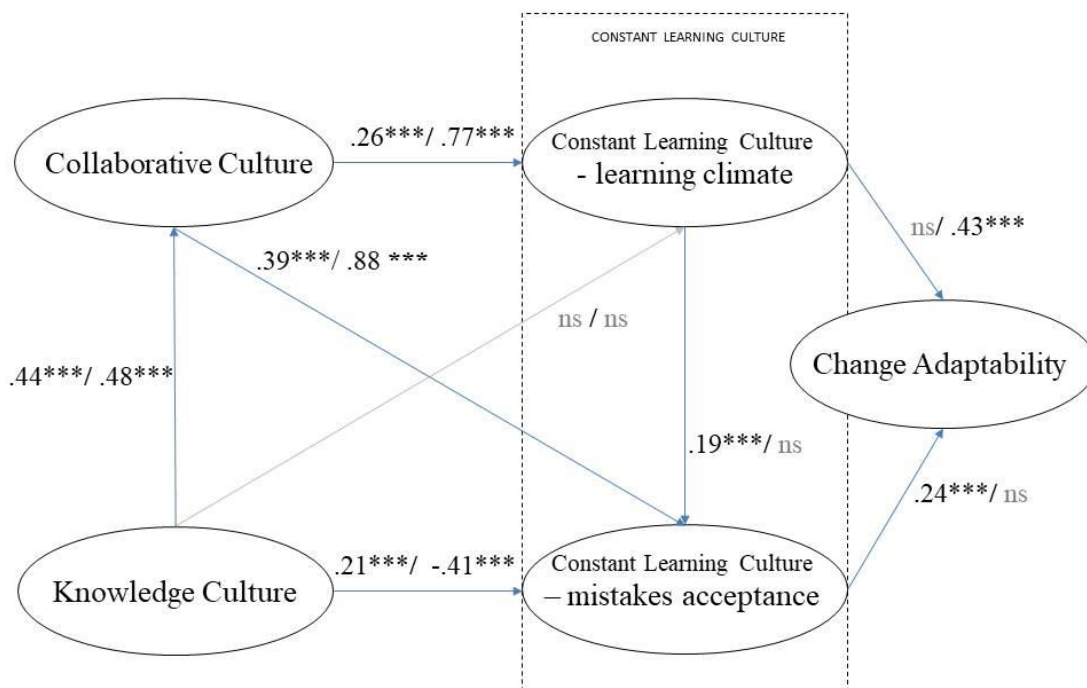 CONSTANT LEARNING CULTURE
.26***/ .77***
Collaborative Culture
Constant Learning Culture
- learning climate
ns/ .43***
.39***/ .88 ***
ns / ns
.44***/ .48***
Change Adaptability
.19***/ ns
.24***/ ns
.21***/ -.41***
Knowledge Culture
Constant Learning Culture
– mistakes acceptance